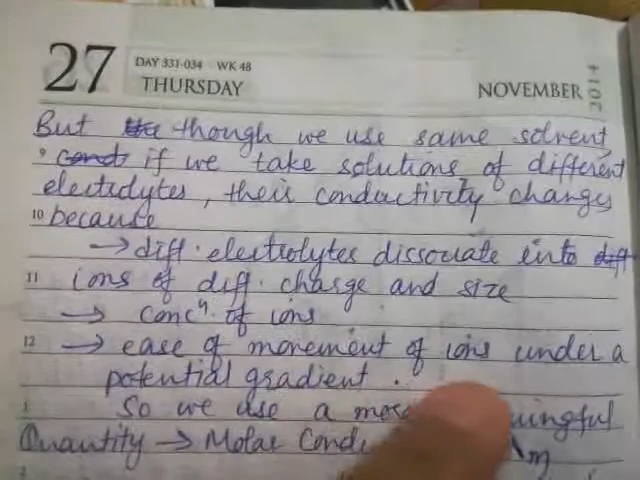 27 DAY 331-034 WK 48
THURSDAY NOVEMBER 2014
But though we use same solvent,
9 if we take solutions of different
electrolytes, their conductivity changes
10 because
→ diff. electrolytes dissociate into
11 ions of diff. charge and size
→ concⁿ of ions
12 → ease of movement of ions under a
potential gradient.
1 So we use a
Quantity → Molar Λm